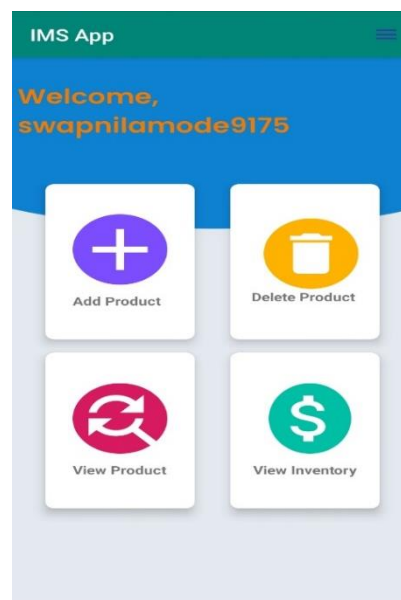 IMS App
Welcome,
swapnilamode9175
Add Product
Delete Product
View Product
View Inventory